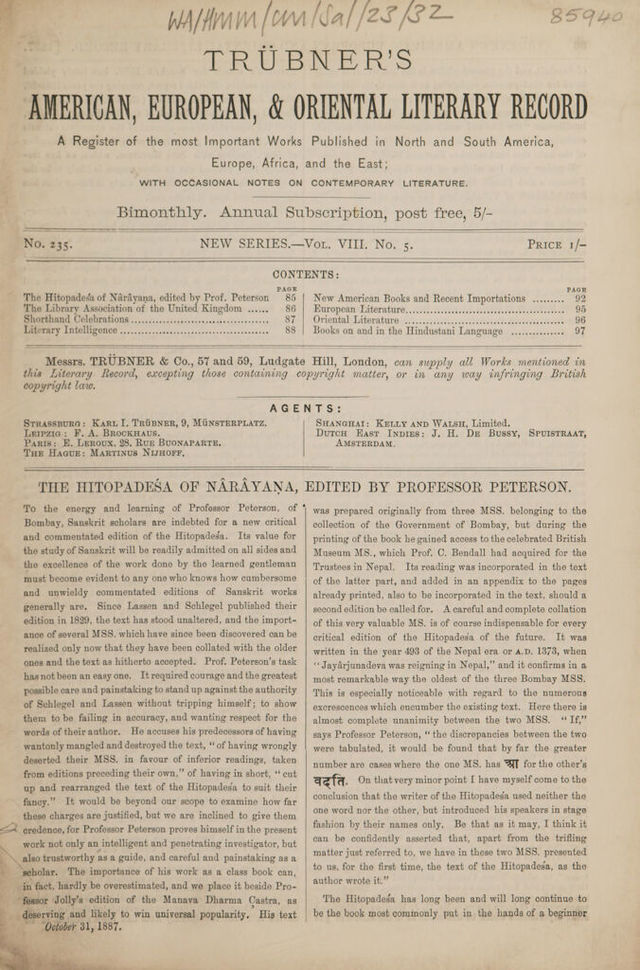 WA/Hmm/cm/Sal/23/32 85940
TRÜBNER'S
AMERICAN, EUROPEAN, & ORIENTAL LITERARY RECORD
A Register of the most Important Works Published in North and South America,
Europe, Africa, and the East;
WITH OCCASIONAL NOTES ON CONTEMPORARY LITERATURE.
Bimonthly. Annual Subscription, post free, 5/-
No. 235. NEW SERIES.—Vol. VIII. No. 5. Price 1/-
CONTENTS:
PAGE
The Hitopadeśa of Nârâyana, edited by Prof. Peterson 85
The Library Association of the United Kingdom ...... 86
Shorthand Celebrations ........................................ 87
Literary Intelligence ........................................... 88
PAGE
New American Books and Recent Importations ......... 92
European Literature................................................ 95
Oriental Literature ................................................ 96
Books on and in the Hindustani Language ............... 97
Messrs. TRÜBNER & Co., 57 and 59, Ludgate Hill, London, can supply all Works mentioned in
this Literary Record, excepting those containing copyright matter, or in any way infringing British
copyright law.
AGENTS:
Strassburg: Karl I. Trübner, 9, Münsterplatz.
Leipzig: F. A. Brockhaus.
Paris: E. Leroux, 28, Rue Buonaparte.
The Hague: Martinus Nijhoff.
Shanghai: Kelly and Walsh, Limited.
Dutch East Indies: J. H. De Bussy, Spuistraat,
Amsterdam.
THE HITOPADEŚA OF NÂRÂYANA, EDITED BY PROFESSOR PETERSON.
To the energy and learning of Professor Peterson, of
Bombay, Sanskrit scholars are indebted for a new critical
and commentated edition of the Hitopadeśa. Its value for
the study of Sanskrit will be readily admitted on all sides and
the excellence of the work done by the learned gentleman
must become evident to any one who knows how cumbersome
and unwieldy commentated editions of Sanskrit works
generally are. Since Lassen and Schlegel published their
edition in 1829, the text has stood unaltered, and the import-
ance of several MSS. which have since been discovered can be
realized only now that they have been collated with the older
ones and the text as hitherto accepted. Prof. Peterson's task
has not been an easy one. It required courage and the greatest
possible care and painstaking to stand up against the authority
of Schlegel and Lassen without tripping himself; to show
them to be failing in accuracy, and wanting respect for the
words of their author. He accuses his predecessors of having
wantonly mangled and destroyed the text, "of having wrongly
deserted their MSS. in favour of inferior readings, taken
from editions preceding their own," of having in short, "cut
up and rearranged the text of the Hitopadeśa to suit their
fancy." It would be beyond our scope to examine how far
these charges are justified, but we are inclined to give them
credence, for Professor Peterson proves himself in the present
work not only an intelligent and penetrating investigator, but
also trustworthy as a guide, and careful and painstaking as a
scholar. The importance of his work as a class book can,
in fact, hardly be overestimated, and we place it beside Pro-
fessor Jolly's edition of the Manava Dharma Çastra, as
deserving and likely to win universal popularity. His text
October 31, 1887.
was prepared originally from three MSS. belonging to the
collection of the Government of Bombay, but during the
printing of the book he gained access to the celebrated British
Museum MS., which Prof. C. Bendall had acquired for the
Trustees in Nepal. Its reading was incorporated in the text
of the latter part, and added in an appendix to the pages
already printed, also to be incorporated in the text, should a
second edition be called for. A careful and complete collation
of this very valuable MS. is of course indispensable for every
critical edition of the Hitopadeśa of the future. It was
written in the year 493 of the Nepal era or A.D. 1373, when
"Jayârjunadeva was reigning in Nepal," and it confirms in a
most remarkable way the oldest of the three Bombay MSS.
This is especially noticeable with regard to the numerous
excrescences which encumber the existing text. Here there is
almost complete unanimity between the two MSS. "If,"
says Professor Peterson, "the discrepancies between the two
were tabulated, it would be found that by far the greater
number are cases where the one MS. has आ for the other's
वदति. On that very minor point I have myself come to the
conclusion that the writer of the Hitopadeśa used neither the
one word nor the other, but introduced his speakers in stage
fashion by their names only. Be that as it may, I think it
can be confidently asserted that, apart from the trifling
matter just referred to, we have in these two MSS. presented
to us, for the first time, the text of the Hitopadeśa, as the
author wrote it."
The Hitopadeśa has long been and will long continue to
be the book most commonly put in the hands of a beginner